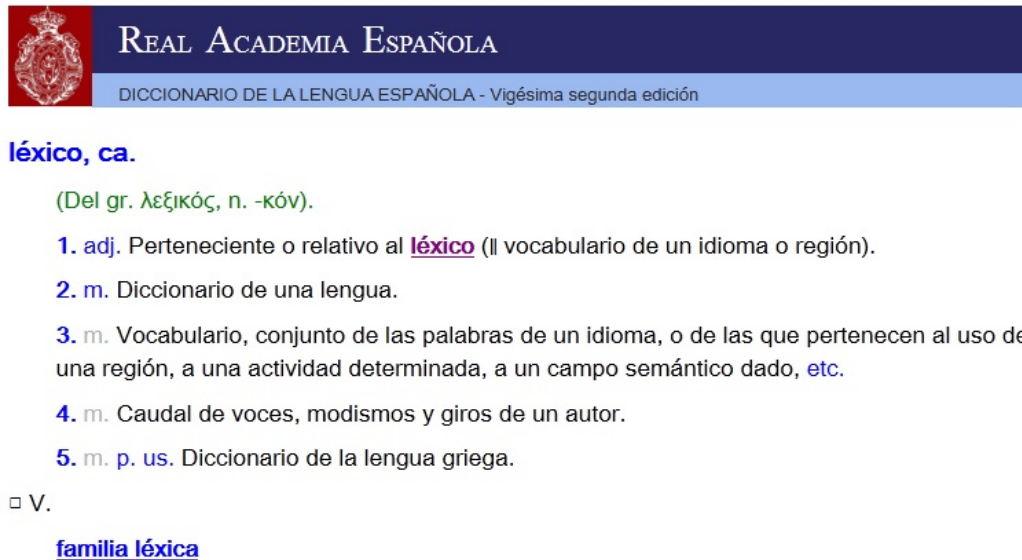 REAL ACADEMIA ESPAÑOLA
DICCIONARIO DE LA LENGUA ESPAÑOLA - Vigésima segunda edición
léxico, ca.
(Del gr. λεξικός, n. -κόν).
1. adj. Perteneciente o relativo al léxico (‖ vocabulario de un idioma o región).
2. m. Diccionario de una lengua.
3. m. Vocabulario, conjunto de las palabras de un idioma, o de las que pertenecen al uso de
una región, a una actividad determinada, a un campo semántico dado, etc.
4. m. Caudal de voces, modismos y giros de un autor.
5. m. p. us. Diccionario de la lengua griega.
□ V.
familia léxica